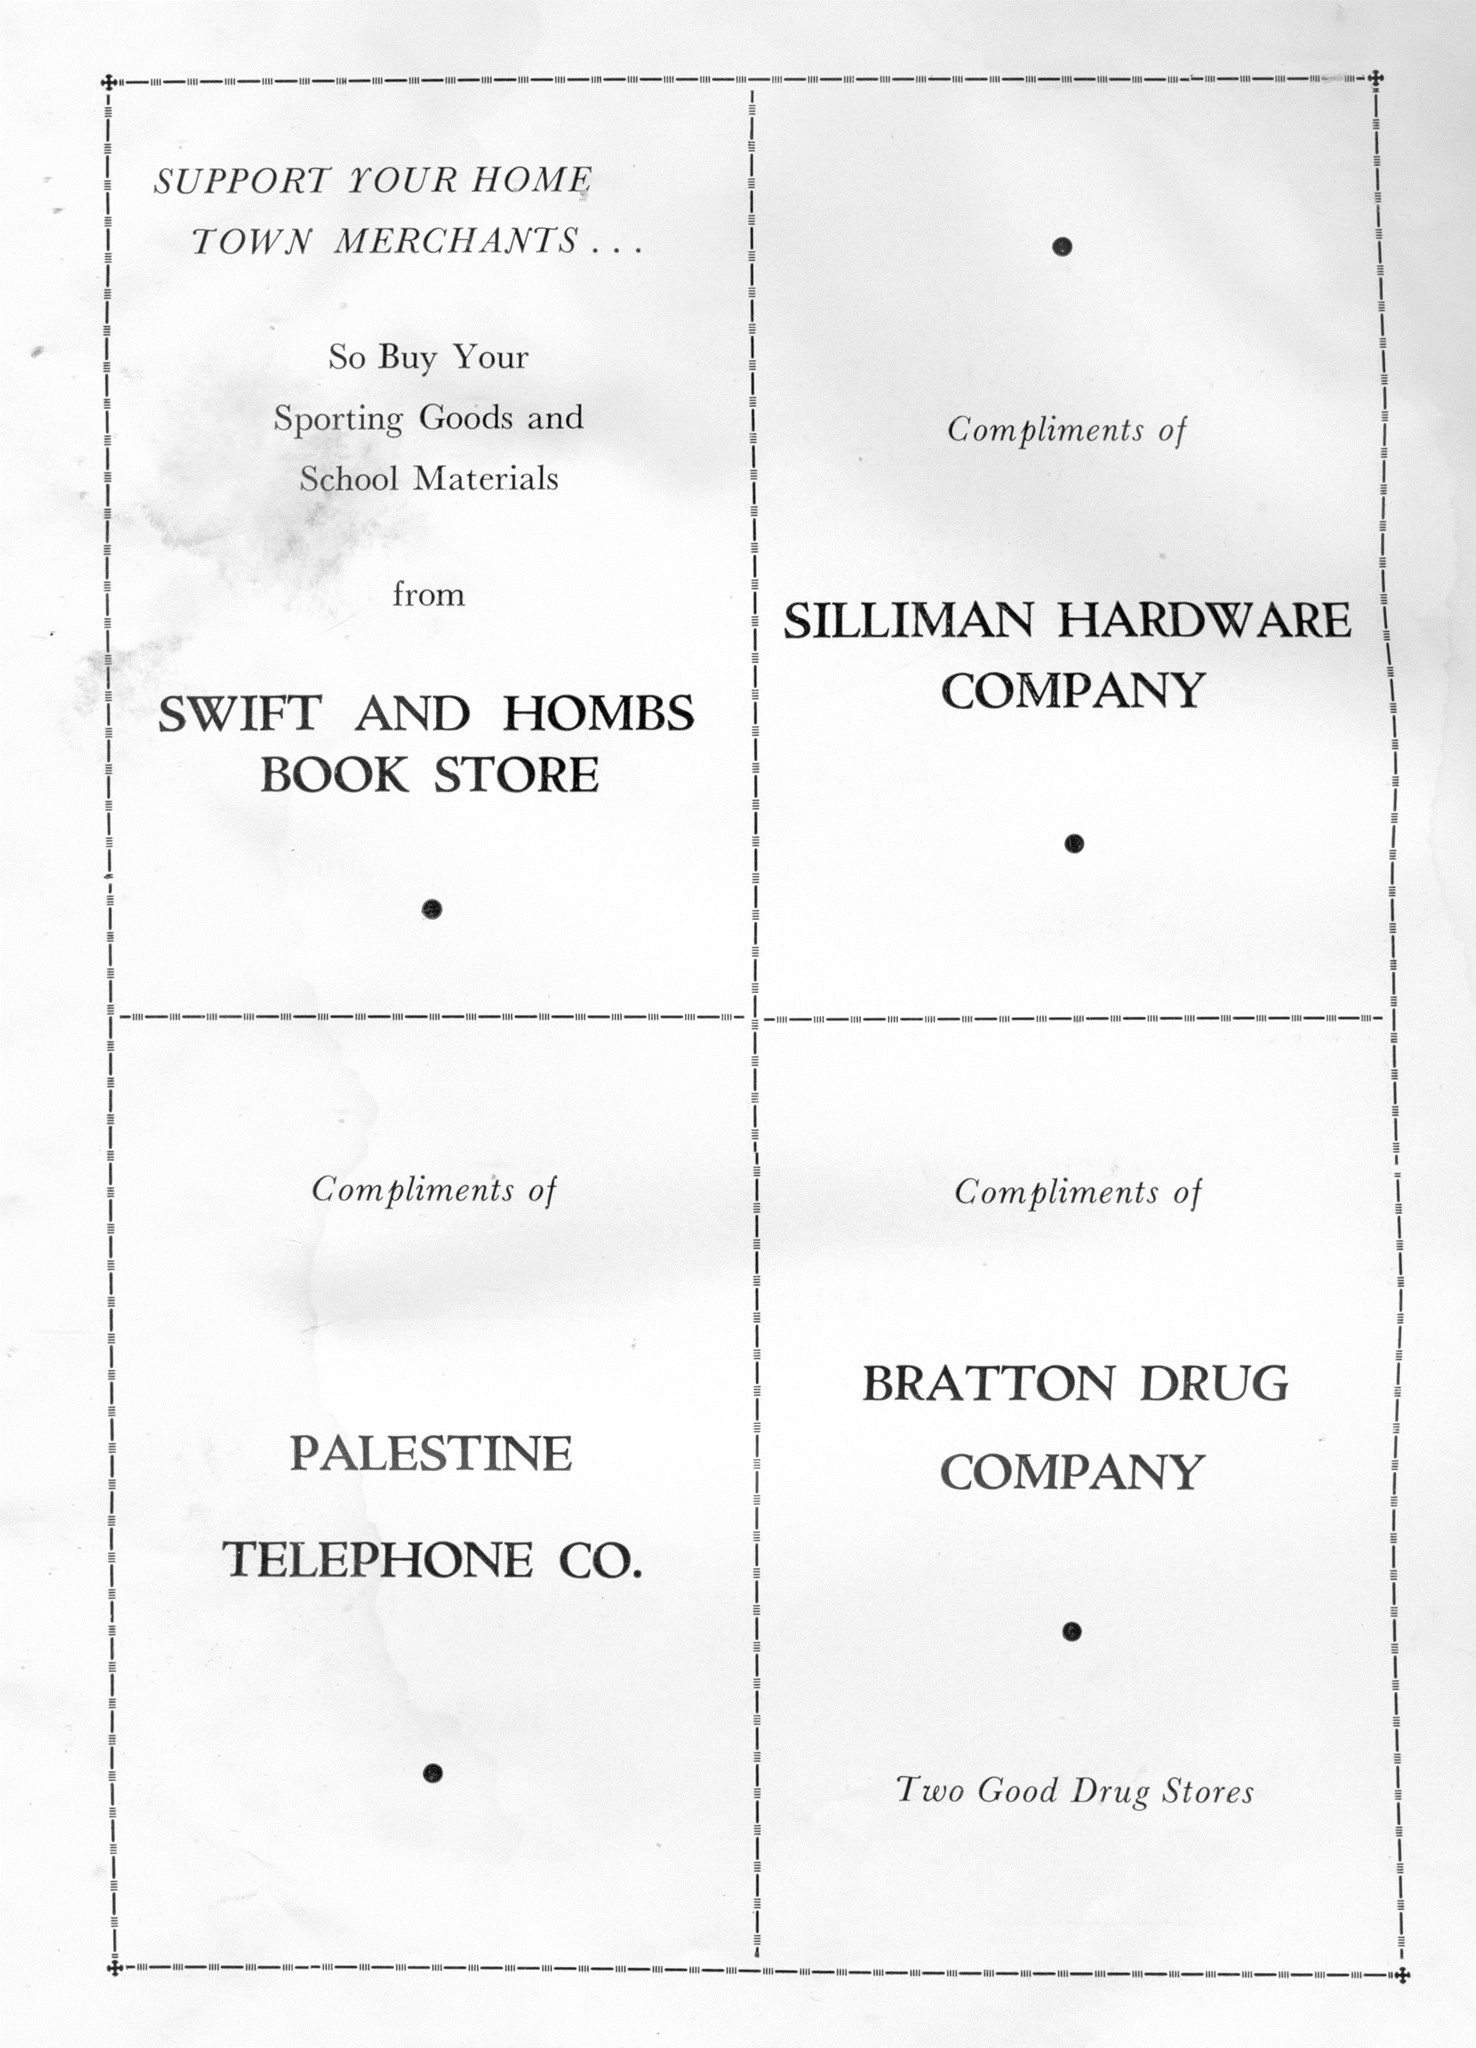 SUPPORT YOUR HOME
TOWN MERCHANTS . . .
So Buy Your
Sporting Goods and
School Materials
from
SWIFT AND HOMBS
BOOK STORE
Compliments of
SILLIMAN HARDWARE
COMPANY
Compliments of
PALESTINE
TELEPHONE CO.
Compliments of
BRATTON DRUG
COMPANY
Two Good Drug Stores